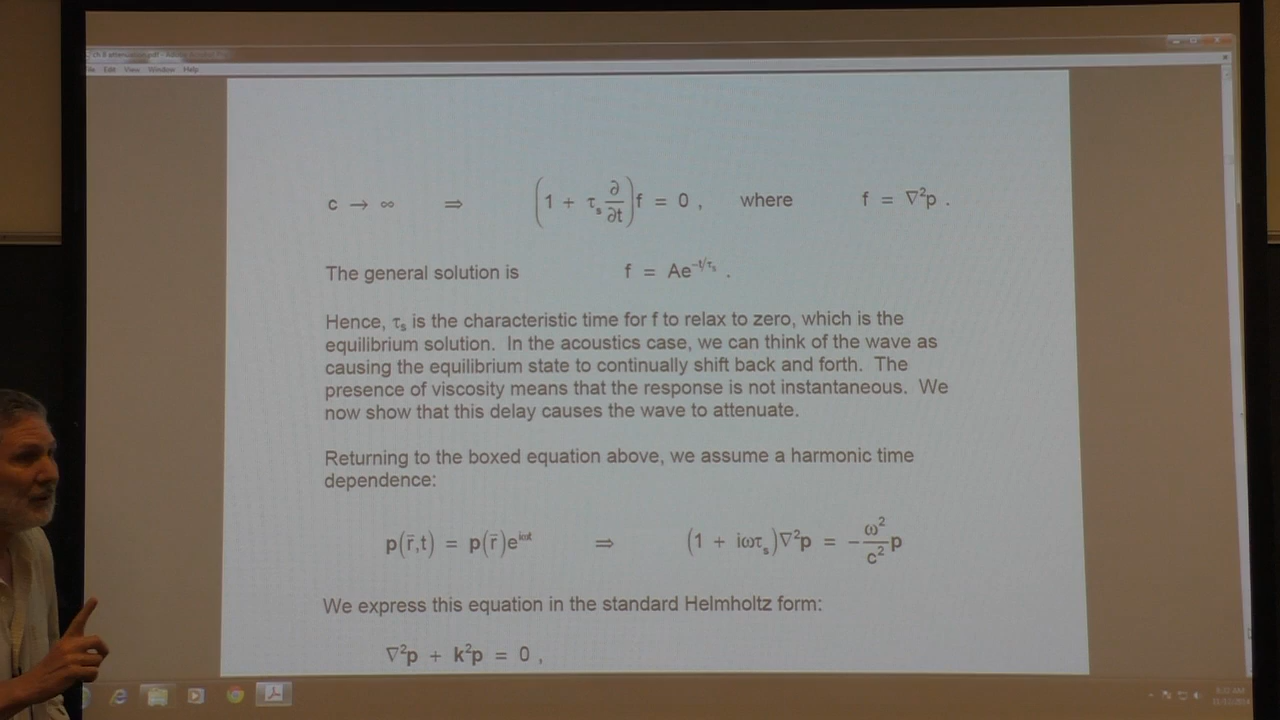 Edit View Window Help
c → ∞ ⇒ (1 + τₛ ∂/∂t) f = 0 , where f = ∇²p .
The general solution is f = Ae^(-t/τₛ) .
Hence, τₛ is the characteristic time for f to relax to zero, which is the
equilibrium solution. In the acoustics case, we can think of the wave as
causing the equilibrium state to continually shift back and forth. The
presence of viscosity means that the response is not instantaneous. We
now show that this delay causes the wave to attenuate.
Returning to the boxed equation above, we assume a harmonic time
dependence:
p(r̄,t) = p(r̄)e^(iωt) ⇒ (1 + iωτₛ)∇²p = −(ω²/c²)p
We express this equation in the standard Helmholtz form:
∇²p + k²p = 0 ,